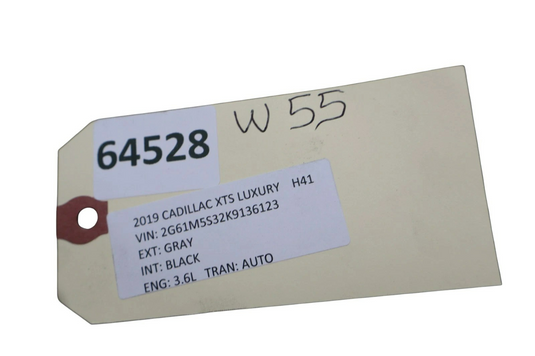 W 55
64528
2019 CADILLAC XTS LUXURY H41
VIN: 2G61M5S32K9136123
EXT: GRAY
INT: BLACK
ENG: 3.6L TRAN: AUTO